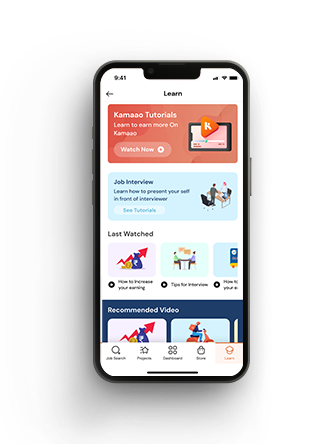 9:41
Learn
Kamaao Tutorials
Learn to earn more On
Kamaao
Watch Now
K
Job Interview
Learn how to present your self
in front of interviewer
See Tutorials
Last Watched
How to Increase
your earning
Tips for Interview
How to
your e
Recommended Video
Job Search
Projects
Dashboard
Store
Learn